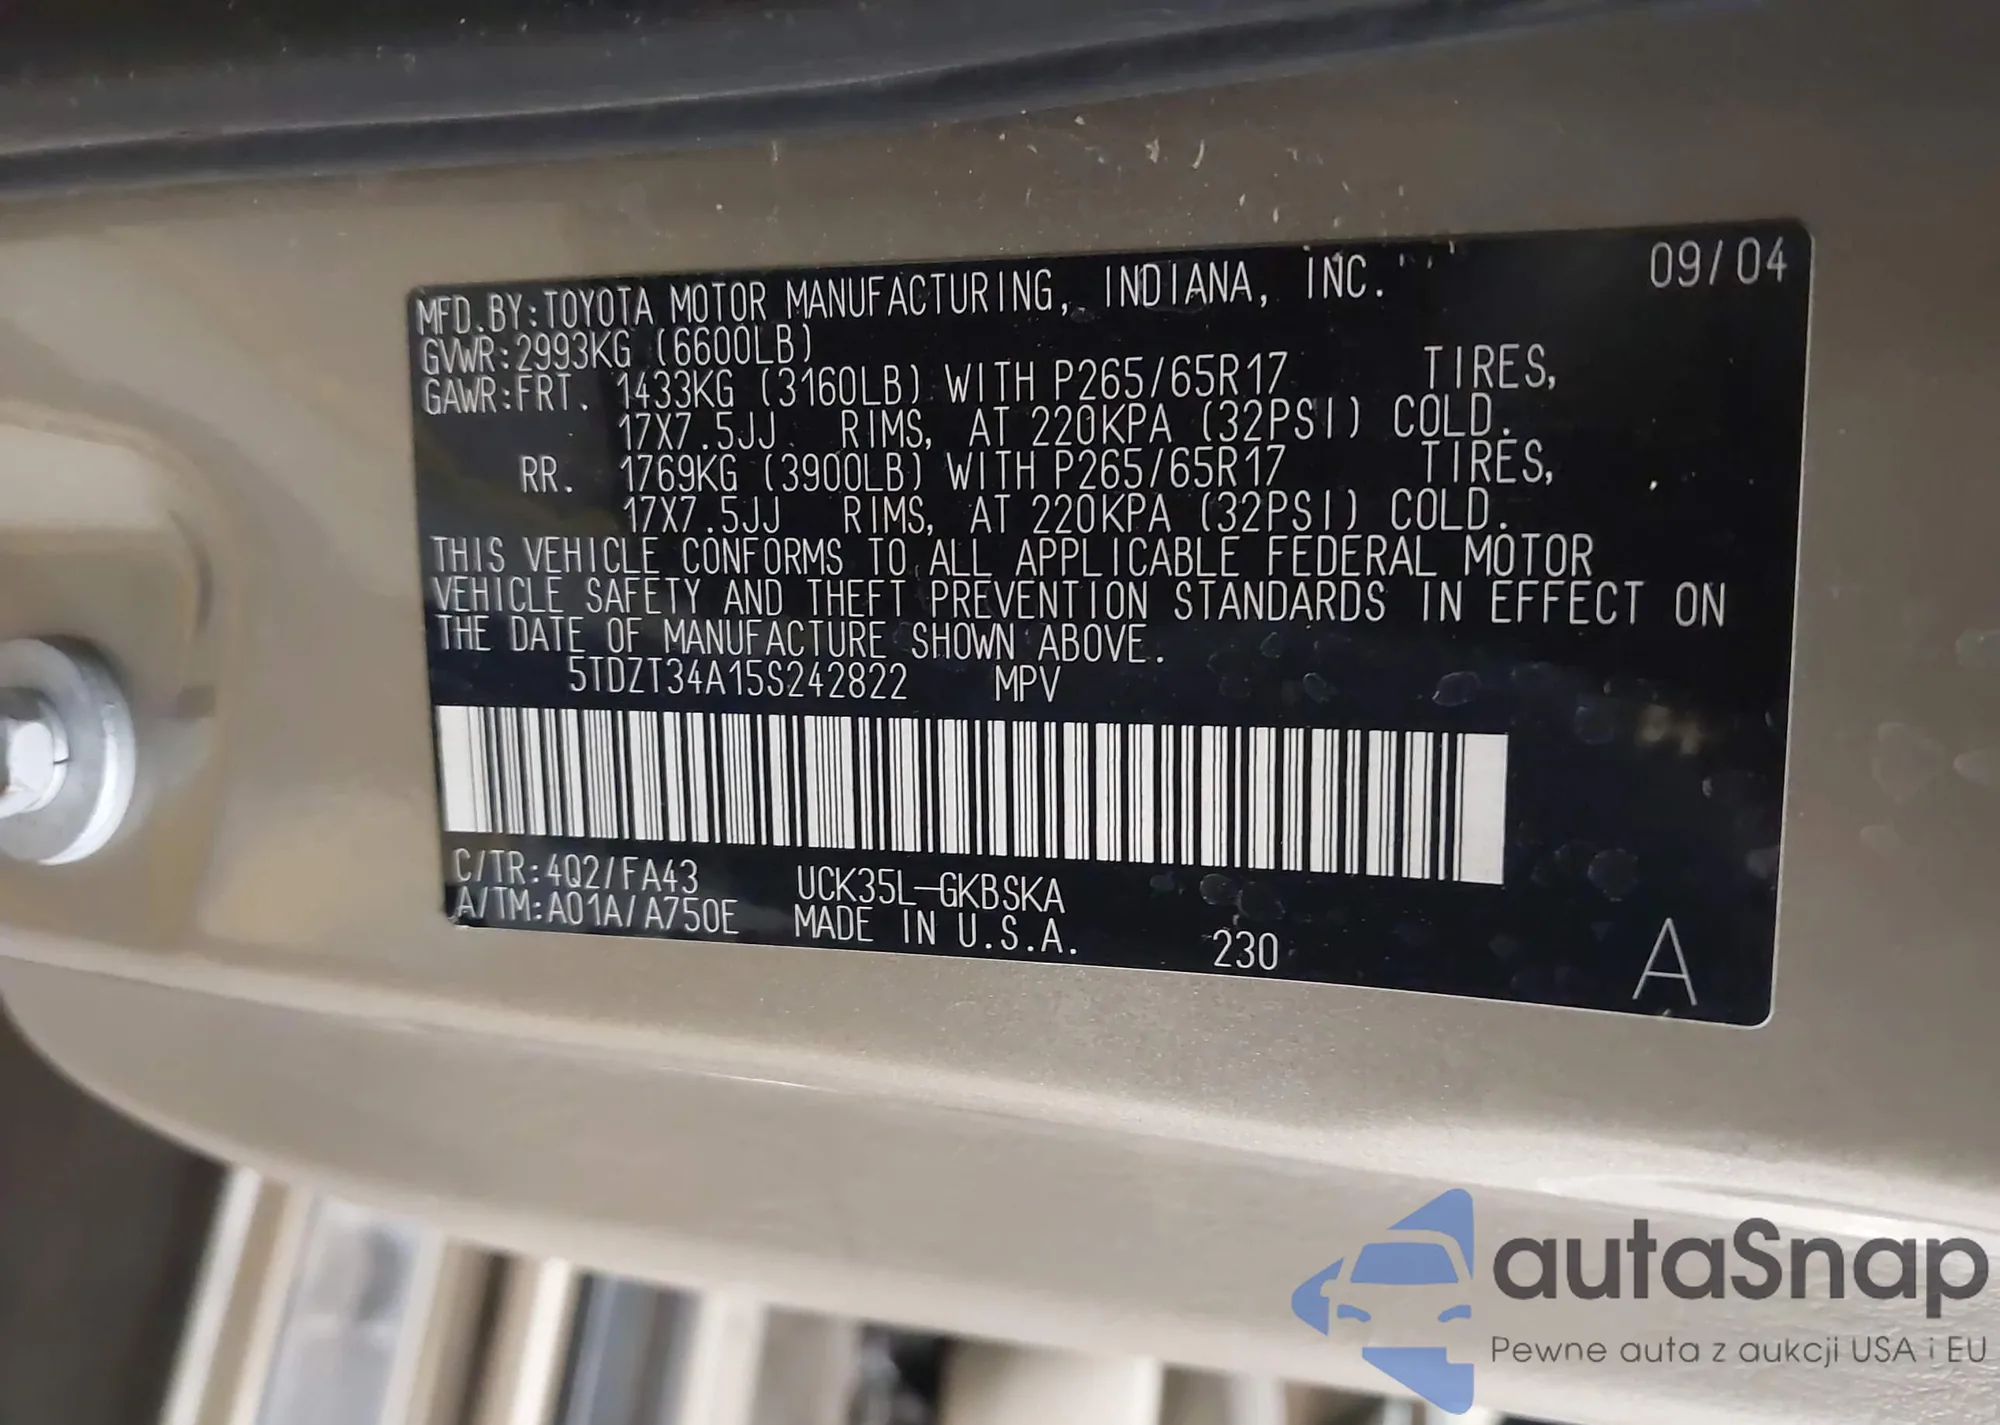 09/04
MFD.BY:TOYOTA MOTOR MANUFACTURING, INDIANA, INC.
GVWR:2993KG (6600LB)
GAWR:FRT. 1433KG (3160LB) WITH P265/65R17 TIRES,
17X7.5JJ RIMS, AT 220KPA (32PSI) COLD.
RR. 1769KG (3900LB) WITH P265/65R17 TIRES,
17X7.5JJ RIMS, AT 220KPA (32PSI) COLD.
THIS VEHICLE CONFORMS TO ALL APPLICABLE FEDERAL MOTOR
VEHICLE SAFETY AND THEFT PREVENTION STANDARDS IN EFFECT ON
THE DATE OF MANUFACTURE SHOWN ABOVE.
5TDZT34A15S242822 MPV
C/TR:4Q2/FA43 UCK35L-GKBSKA
A/TM:A01A/A750E MADE IN U.S.A. 230
A
autaSnap
Pewne auta z aukcji USA i EU